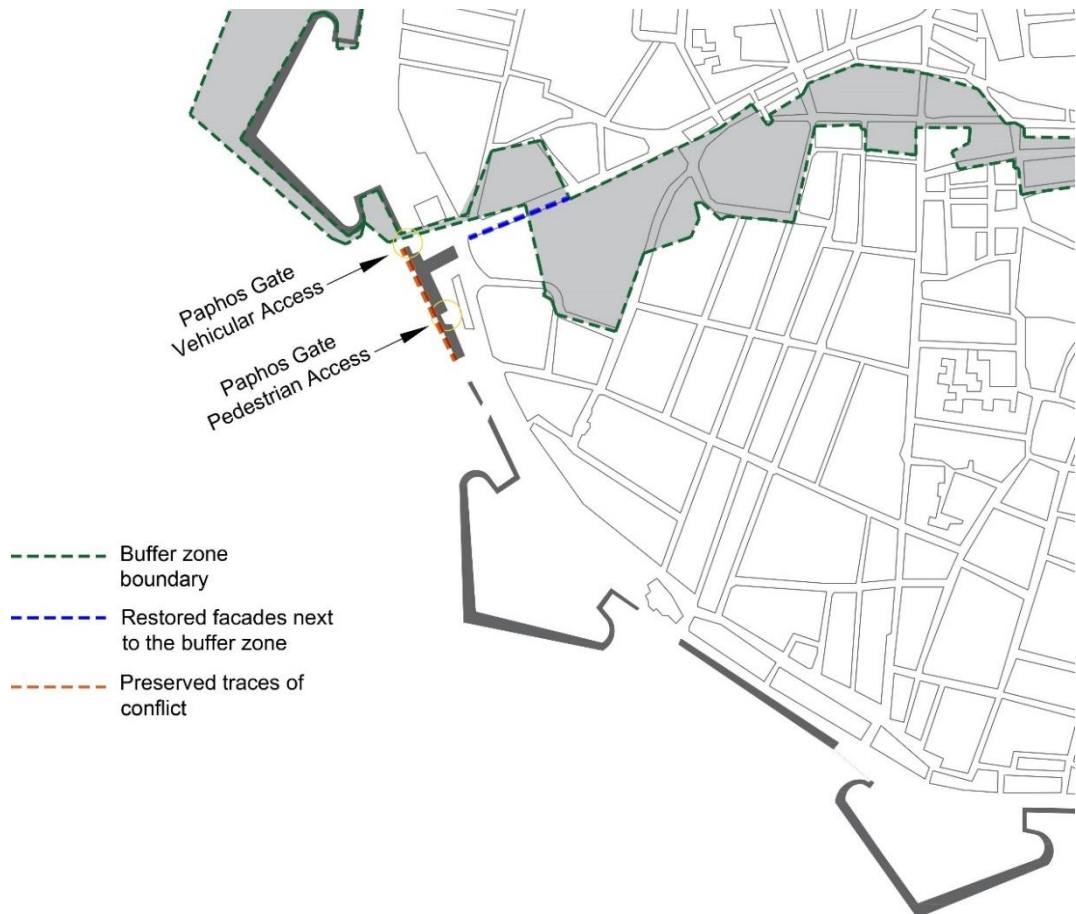 Paphos Gate
Vehicular Access
Paphos Gate
Pedestrian Access
Buffer zone
boundary
Restored facades next
to the buffer zone
Preserved traces of
conflict